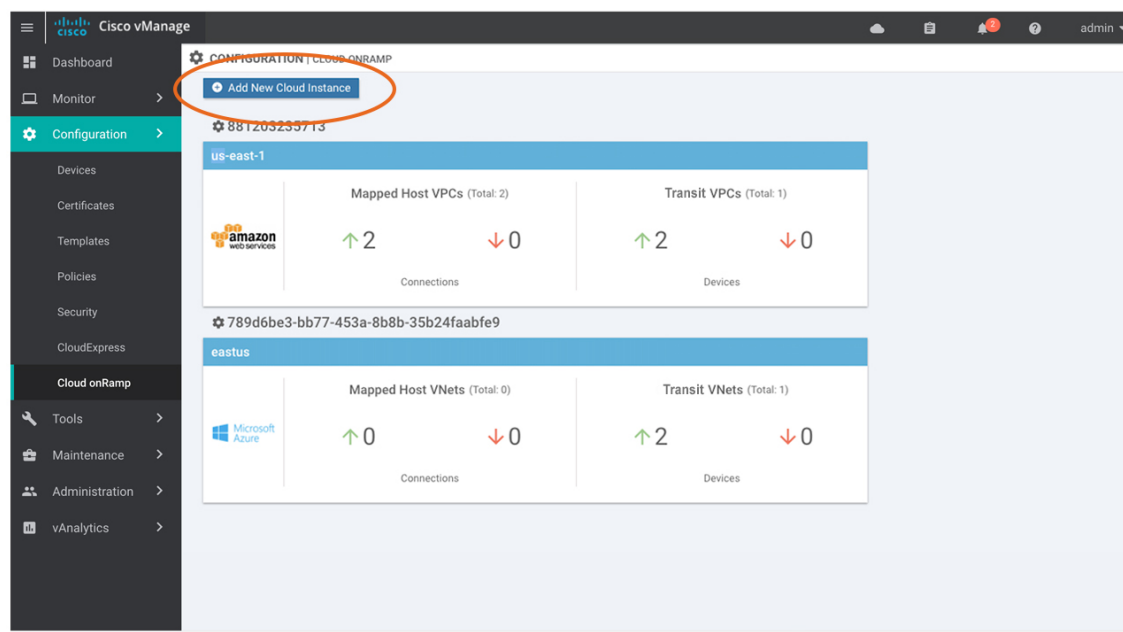 cisco Cisco vManage
2
admin
Dashboard
Monitor
Configuration
Devices
Certificates
Templates
Policies
Security
CloudExpress
Cloud onRamp
Tools
Maintenance
Administration
vAnalytics
CONFIGURATION | CLOUD ONRAMP
Add New Cloud Instance
881203235713
us-east-1
amazon
web services
Mapped Host VPCs (Total: 2)
2 0
Connections
Transit VPCs (Total: 1)
2 0
Devices
789d6be3-bb77-453a-8b8b-35b24faabfe9
eastus
Microsoft
Azure
Mapped Host VNets (Total: 0)
0 0
Connections
Transit VNets (Total: 1)
2 0
Devices